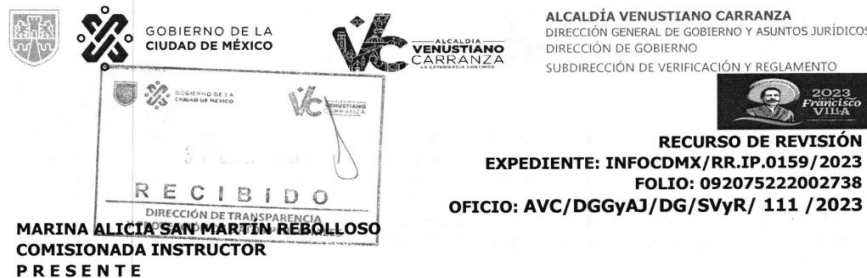 GOBIERNO DE LA
CIUDAD DE MÉXICO
ALCALDÍA
VENUSTIANO
CARRANZA
ALCALDÍA VENUSTIANO CARRANZA
DIRECCIÓN GENERAL DE GOBIERNO Y ASUNTOS JURÍDICOS
DIRECCIÓN DE GOBIERNO
SUBDIRECCIÓN DE VERIFICACIÓN Y REGLAMENTO
2023
Francisco
VILLA
GOBIERNO DE LA
CIUDAD DE MÉXICO
VENUSTIANO
CARRANZA
RECIBIDO
DIRECCIÓN DE TRANSPARENCIA
RECURSO DE REVISIÓN
EXPEDIENTE: INFOCDMX/RR.IP.0159/2023
FOLIO: 092075222002738
OFICIO: AVC/DGGyAJ/DG/SVyR/ 111 /2023
MARINA ALICIA SAN MARTÍN REBOLLOSO
COMISIONADA INSTRUCTOR
P R E S E N T E